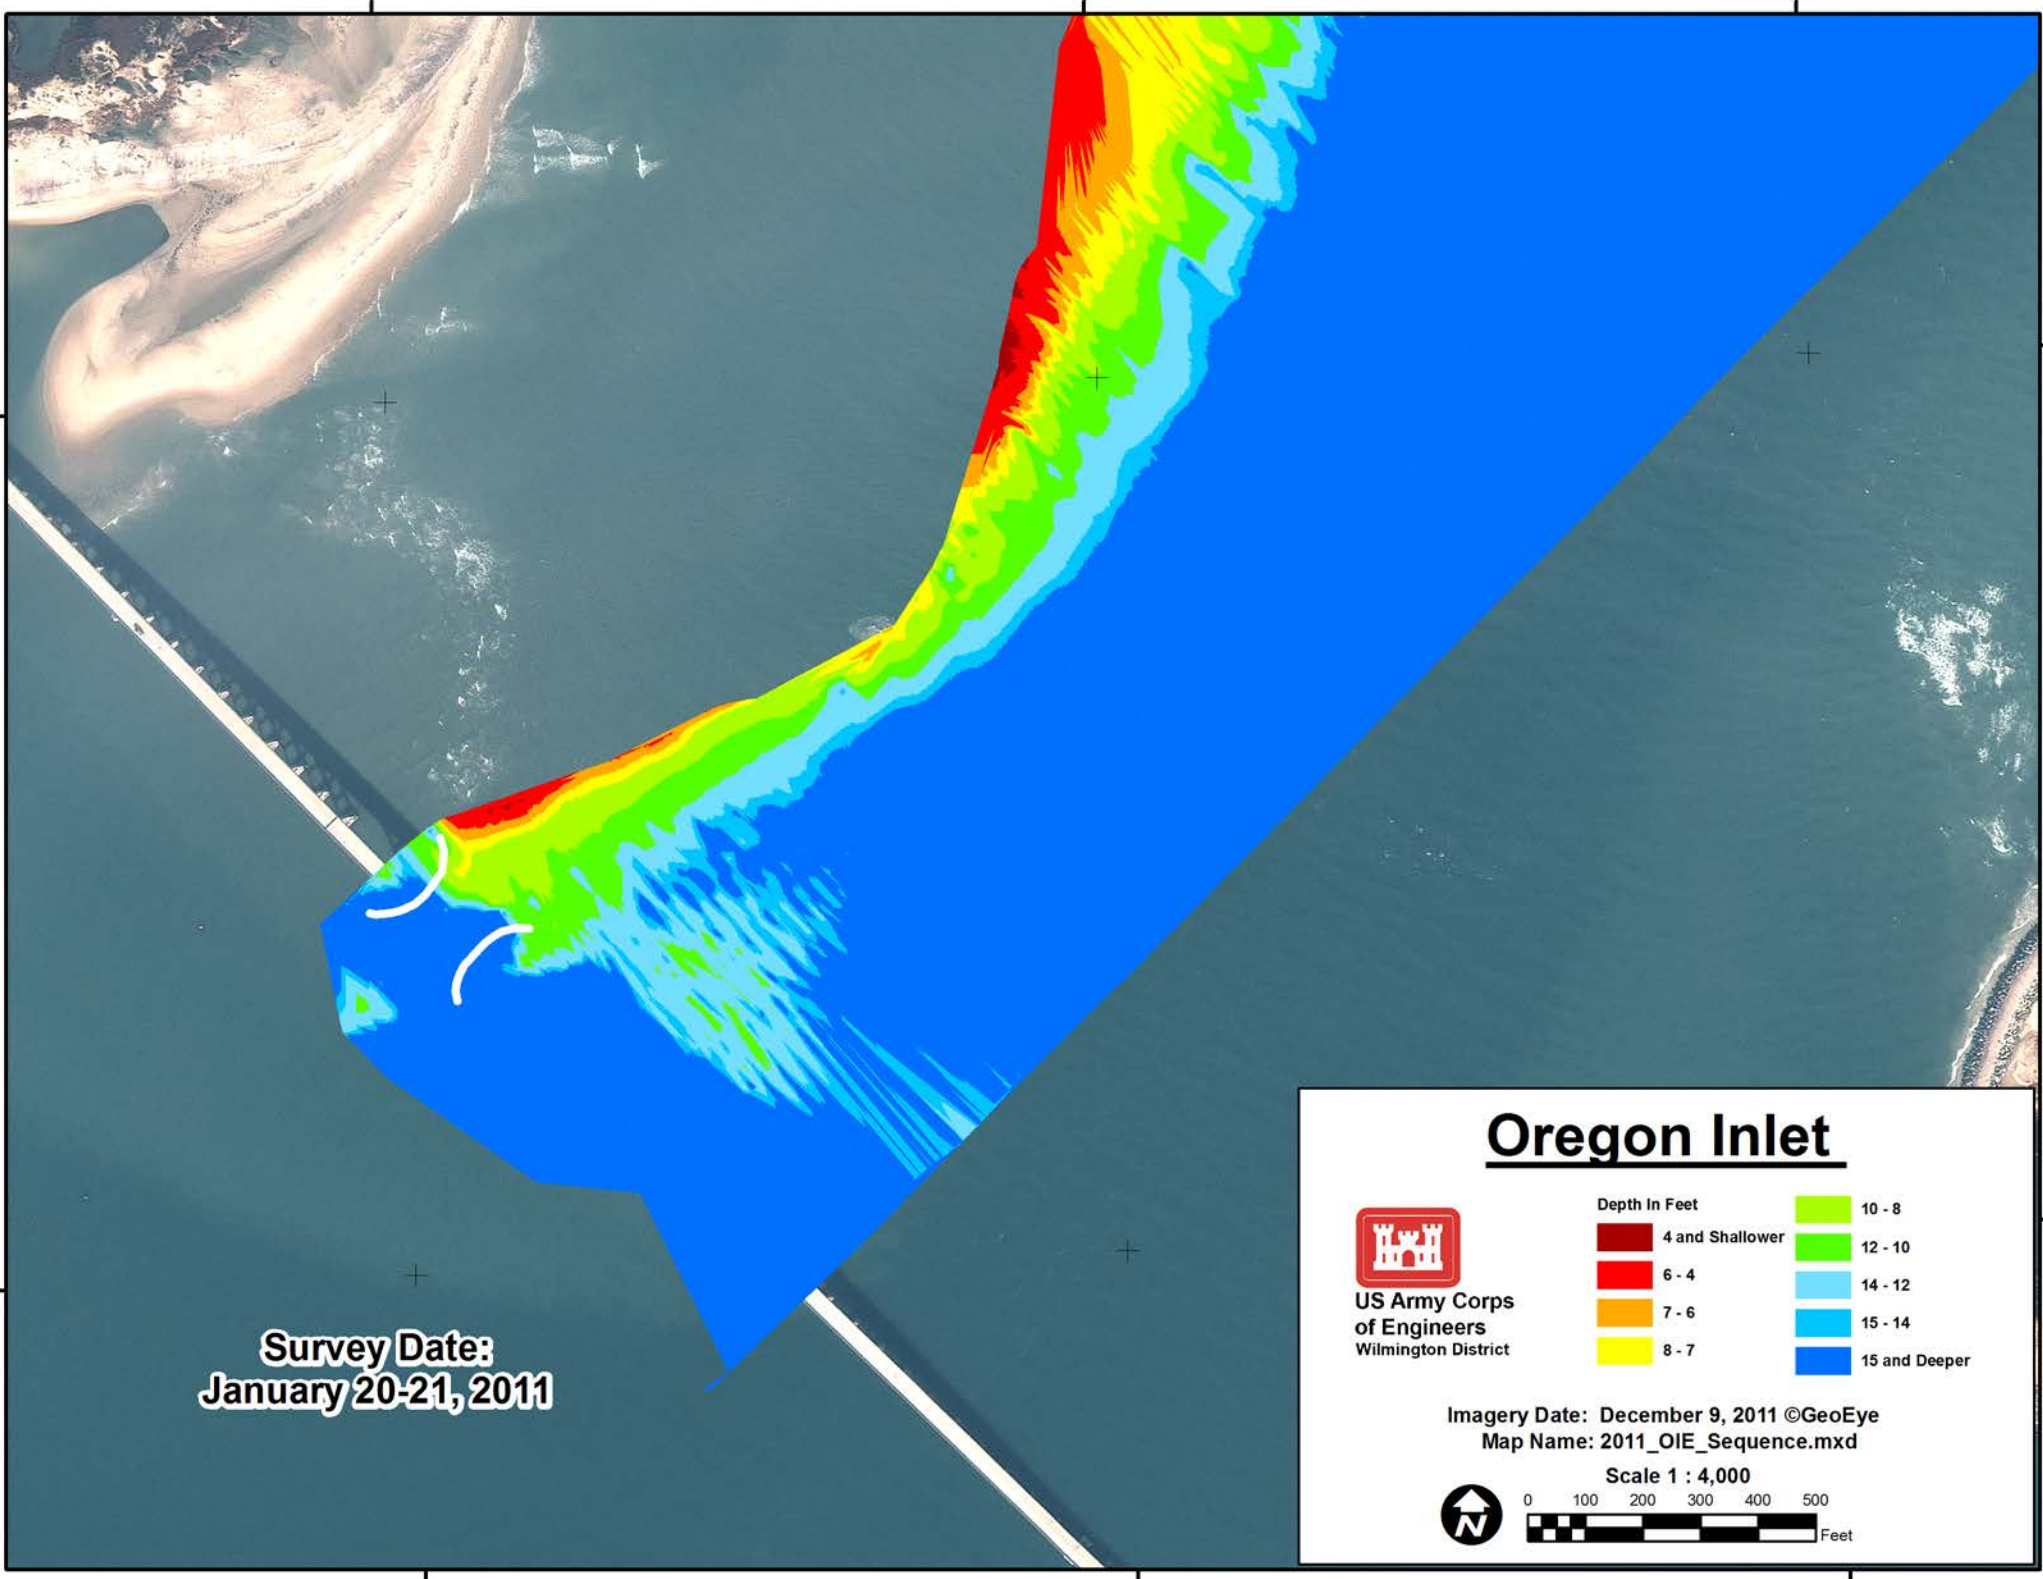 Survey Date:
January 20-21, 2011
Oregon Inlet
US Army Corps
of Engineers
Wilmington District
Depth In Feet
4 and Shallower
6 - 4
7 - 6
8 - 7
10 - 8
12 - 10
14 - 12
15 - 14
15 and Deeper
Imagery Date: December 9, 2011 ©GeoEye
Map Name: 2011_OIE_Sequence.mxd
Scale 1 : 4,000
N
0 100 200 300 400 500
Feet